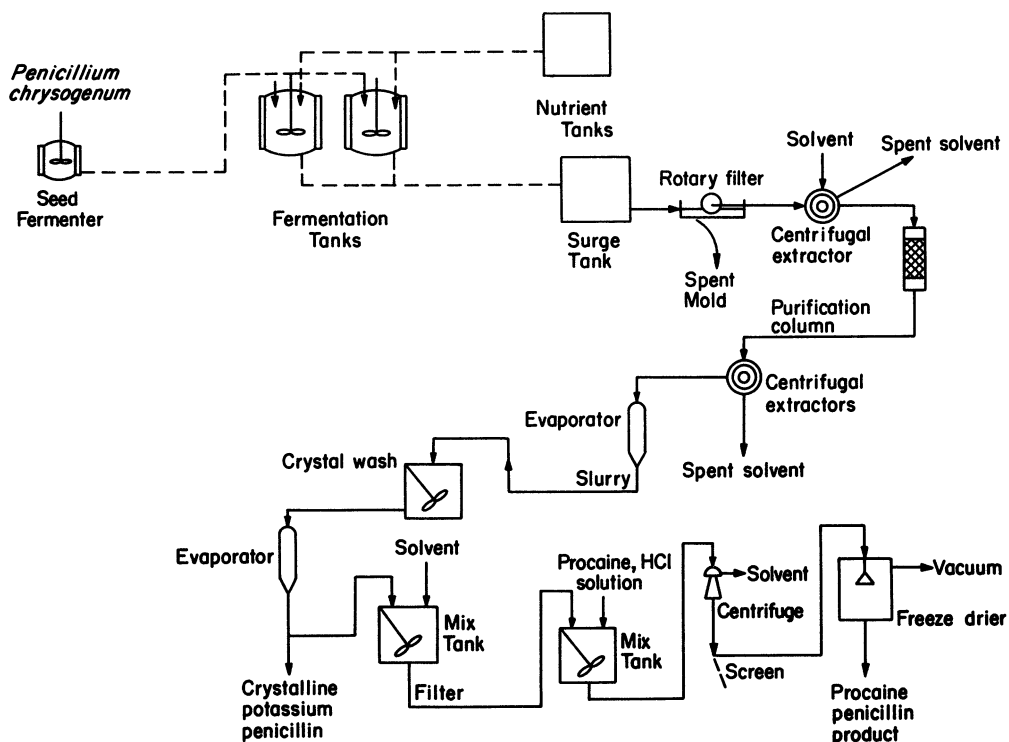 Penicillium
chrysogenum
Seed
Fermenter
Fermentation
Tanks
Nutrient
Tanks
Surge
Tank
Rotary filter
Spent
Mold
Solvent
Spent solvent
Centrifugal
extractor
Purification
column
Centrifugal
extractors
Spent solvent
Evaporator
Slurry
Crystal wash
Evaporator
Crystalline
potassium
penicillin
Solvent
Mix
Tank
Filter
Procaine, HCl
solution
Mix
Tank
Solvent
Centrifuge
Screen
Vacuum
Freeze drier
Procaine
penicillin
product